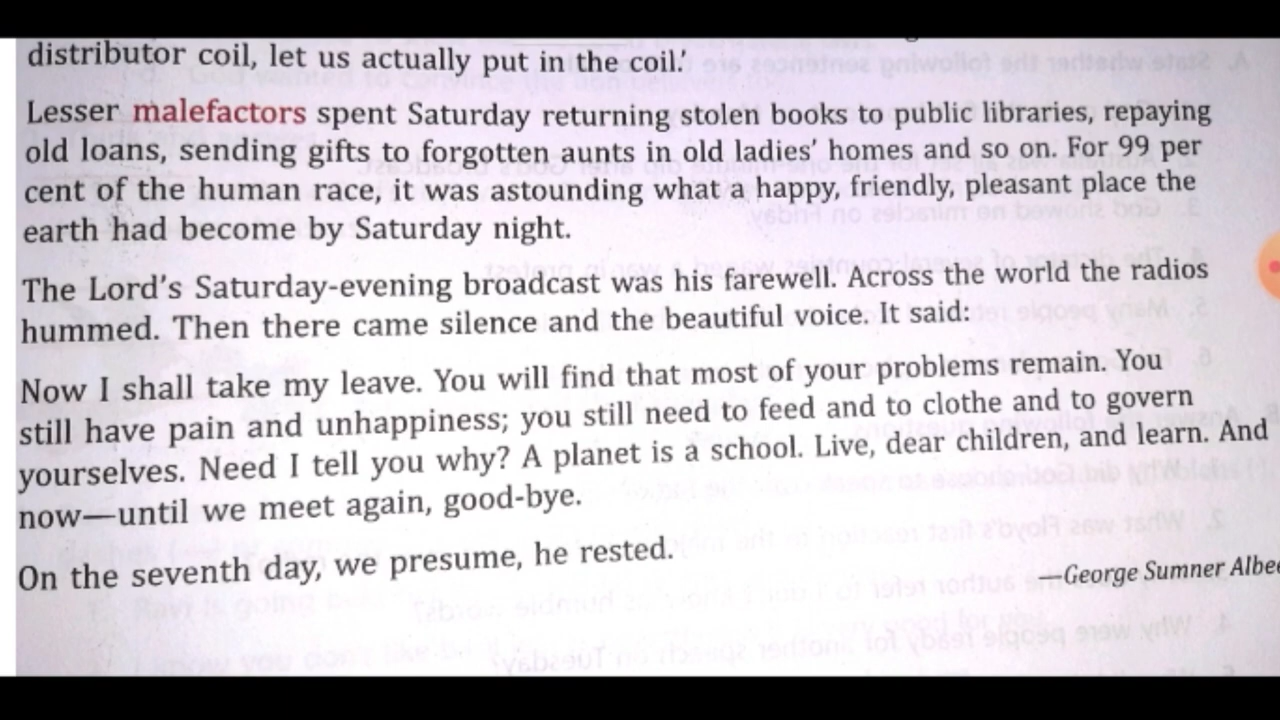 distributor coil, let us actually put in the coil.'
Lesser malefactors spent Saturday returning stolen books to public libraries, repaying
old loans, sending gifts to forgotten aunts in old ladies' homes and so on. For 99 per
cent of the human race, it was astounding what a happy, friendly, pleasant place the
earth had become by Saturday night.
The Lord's Saturday-evening broadcast was his farewell. Across the world the radios
hummed. Then there came silence and the beautiful voice. It said:
Now I shall take my leave. You will find that most of your problems remain. You
still have pain and unhappiness; you still need to feed and to clothe and to govern
yourselves. Need I tell you why? A planet is a school. Live, dear children, and learn. And
now—until we meet again, good-bye.
On the seventh day, we presume, he rested.
—George Sumner Albee